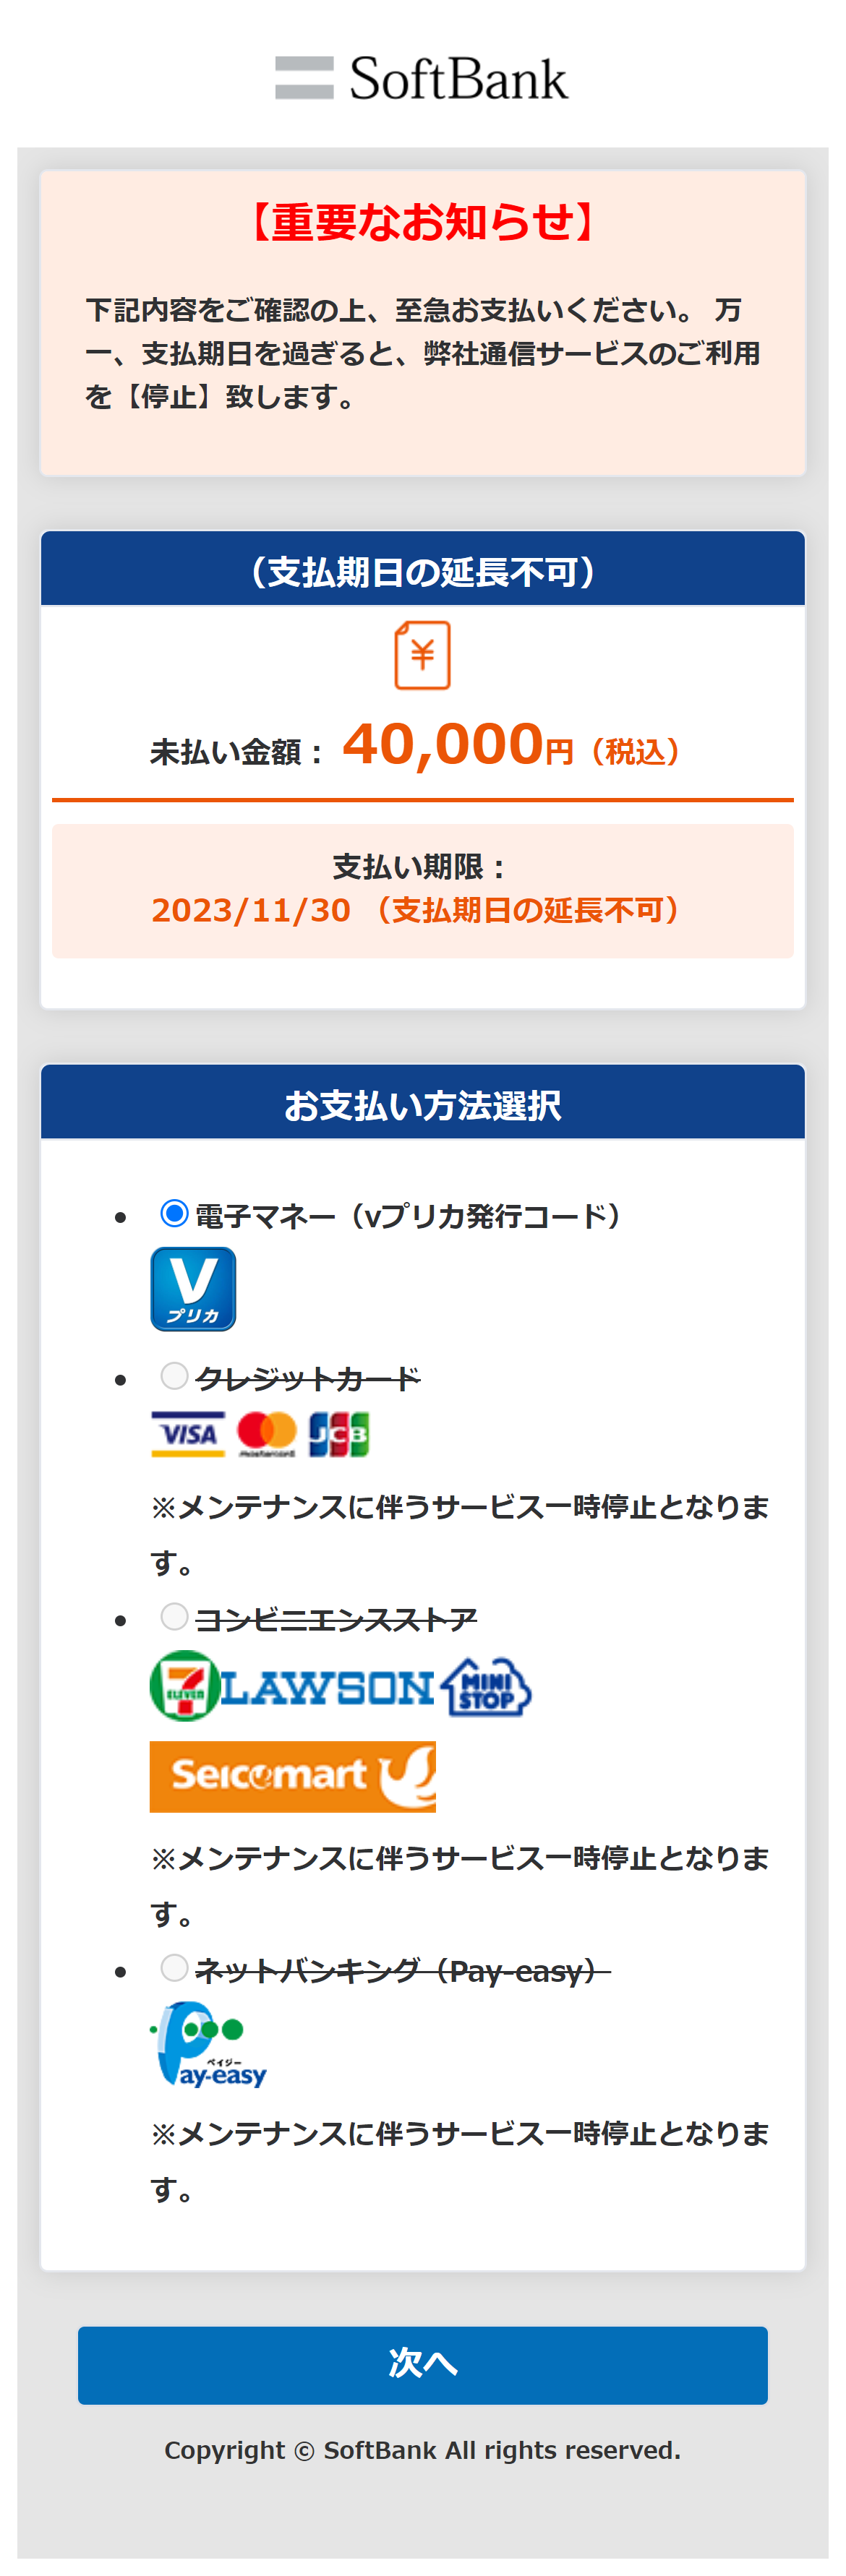 SoftBank
【重要なお知らせ】
下記内容をご確認の上、至急お支払いください。 万
一、支払期日を過ぎると、弊社通信サービスのご利用
を【停止】致します。
（支払期日の延長不可）
¥
未払い金額： 40,000円（税込）
支払い期限：
2023/11/30 （支払期日の延長不可）
お支払い方法選択
電子マネー（vプリカ発行コード）
V
プリカ
クレジットカード
VISA mastercard JCB
※メンテナンスに伴うサービス一時停止となりま
す。
コンビニエンスストア
7 ELEVEN LAWSON MINI STOP
Seicomart
※メンテナンスに伴うサービス一時停止となりま
す。
ネットバンキング（Pay-easy）
ペイジー
Pay-easy
※メンテナンスに伴うサービス一時停止となりま
す。
次へ
Copyright © SoftBank All rights reserved.